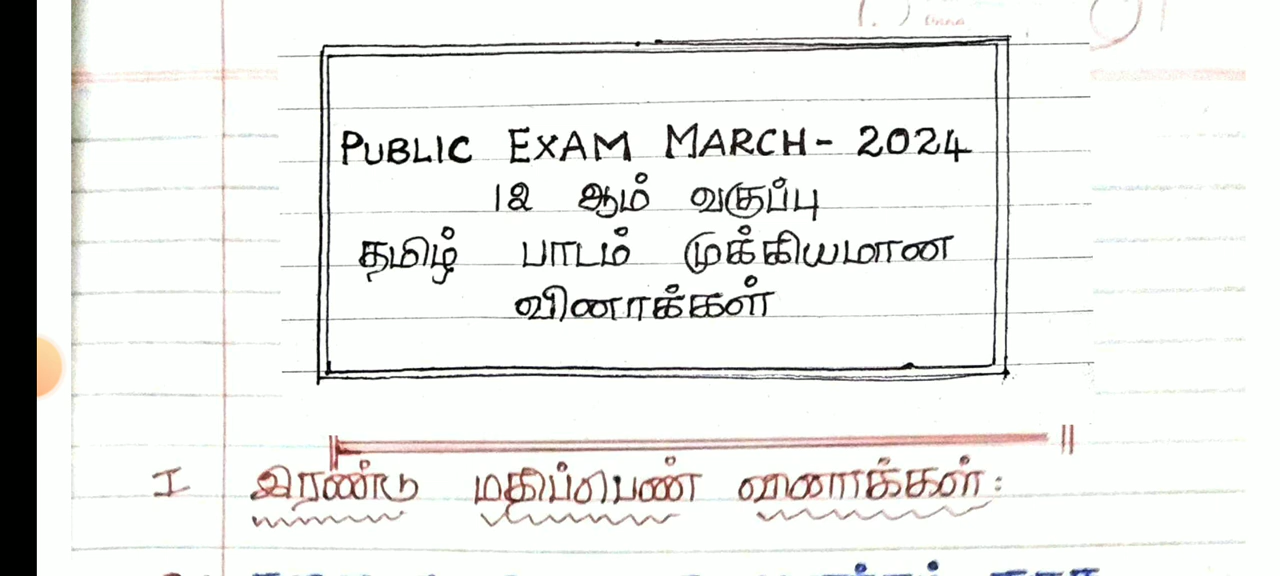 PUBLIC EXAM MARCH - 2024
12 ஆம் வகுப்பு
தமிழ் பாடம் முக்கியமான
வினாக்கள்
I இரண்டு மதிப்பெண் வினாக்கள் :